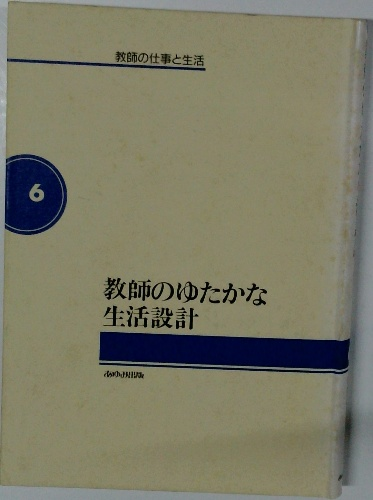 教師の仕事と生活
6
教師のゆたかな
生活設計